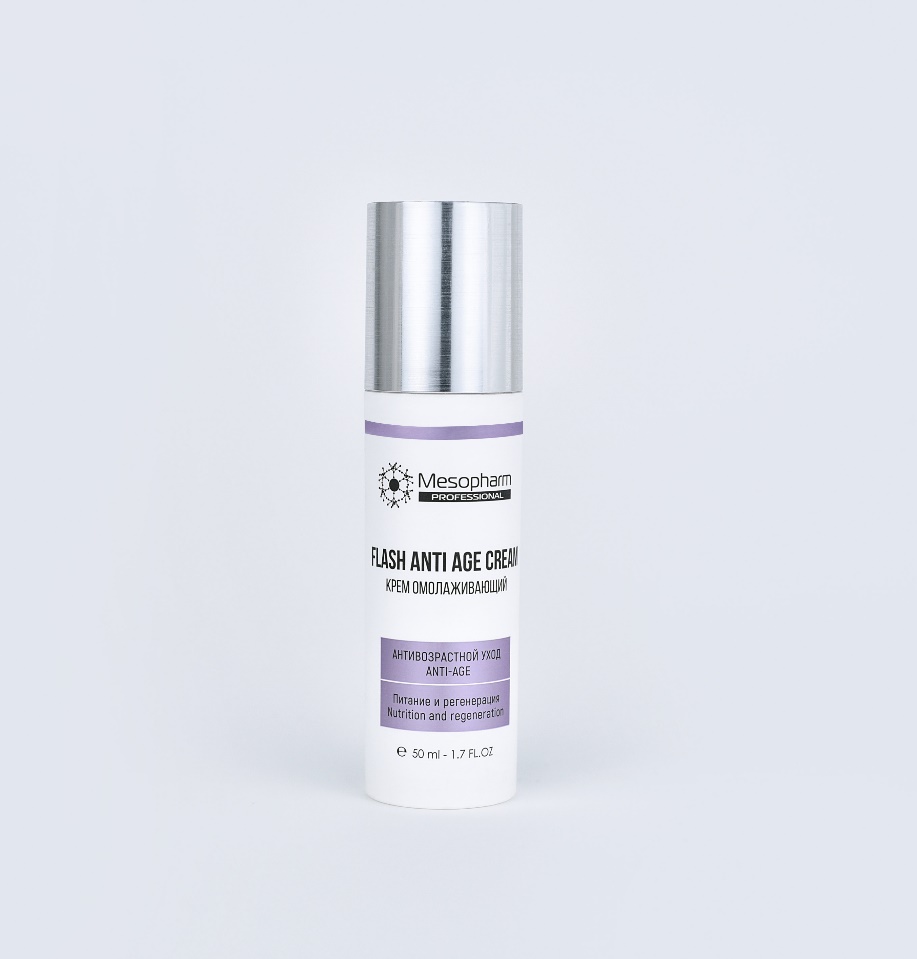 Mesopharm
PROFESSIONAL
FLASH ANTI AGE CREAM
КРЕМ ОМОЛАЖИВАЮЩИЙ
АНТИВОЗРАСТНОЙ УХОД
ANTI-AGE
Питание и регенерация
Nutrition and regeneration
℮ 50 ml - 1.7 FL.OZ